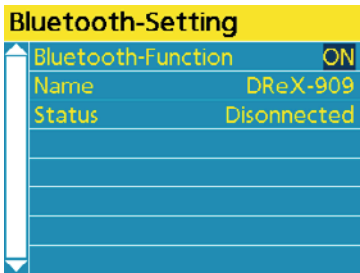 Bluetooth-Setting
Bluetooth-Function ON
Name DReX-909
Status Disonnected